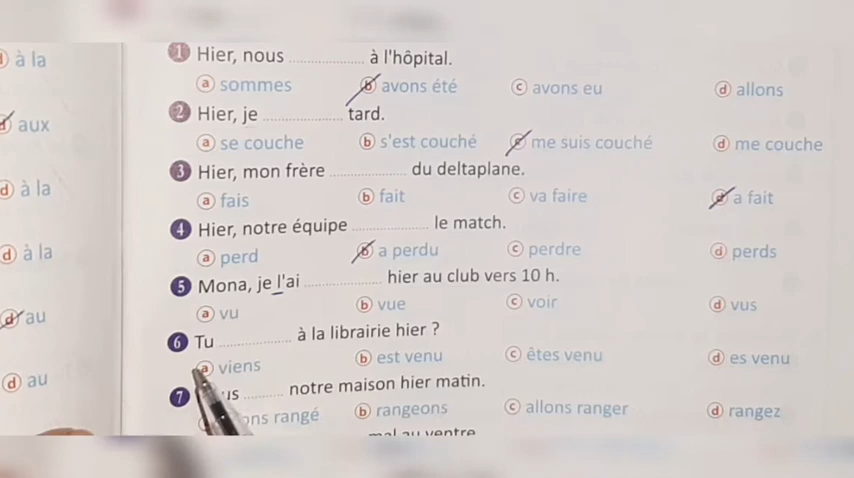 d à la
1 Hier, nous .................. à l'hôpital.
a sommes b avons été c avons eu d allons
d aux
2 Hier, je .................. tard.
a se couche b s'est couché c me suis couché d me couche
d à la
3 Hier, mon frère .................. du deltaplane.
a fais b fait c va faire d a fait
d à la
4 Hier, notre équipe .................. le match.
a perd b a perdu c perdre d perds
d au
5 Mona, je l'ai .................. hier au club vers 10 h.
a vu b vue c voir d vus
d au
6 Tu .................. à la librairie hier ?
a viens b est venu c êtes venu d es venu
7 .......... notre maison hier matin.
rangé b rangeons c allons ranger d rangez
mal au ventre